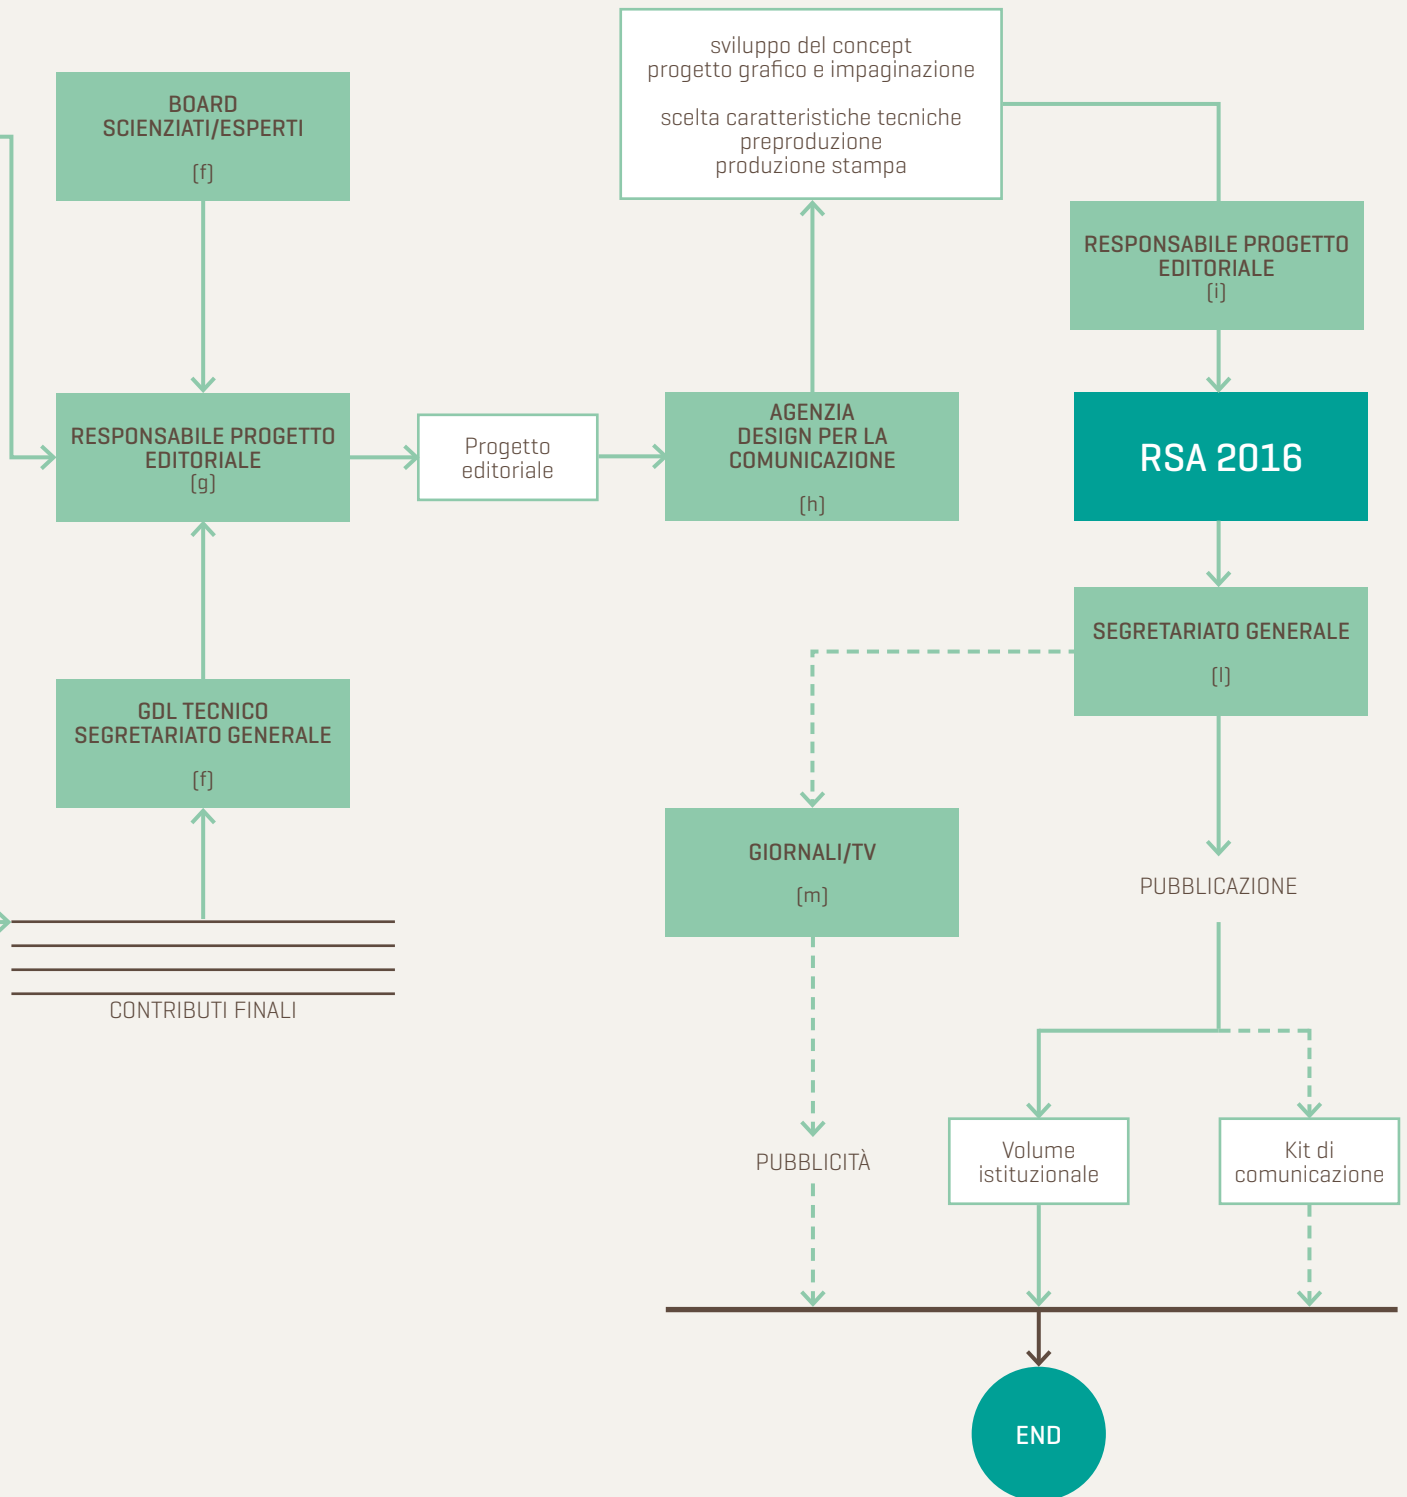 BOARD
SCIENZIATI/ESPERTI
(f)
sviluppo del concept
progetto grafico e impaginazione
scelta caratteristiche tecniche
preproduzione
produzione stampa
RESPONSABILE PROGETTO
EDITORIALE
(i)
RESPONSABILE PROGETTO
EDITORIALE
(g)
Progetto
editoriale
AGENZIA
DESIGN PER LA
COMUNICAZIONE
(h)
RSA 2016
SEGRETARIATO GENERALE
(l)
GDL TECNICO
SEGRETARIATO GENERALE
(f)
GIORNALI/TV
(m)
PUBBLICAZIONE
CONTRIBUTI FINALI
PUBBLICITÀ
Volume
istituzionale
Kit di
comunicazione
END